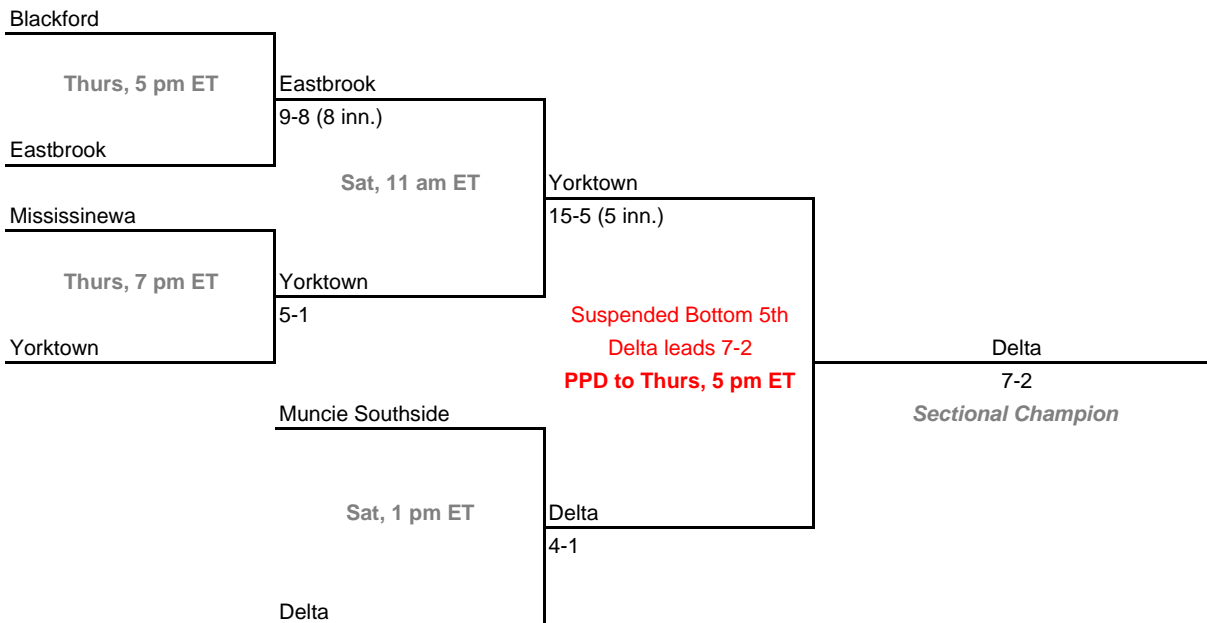 Blackford
Thurs, 5 pm ET
Eastbrook
9-8 (8 inn.)
Eastbrook
Sat, 11 am ET
Yorktown
15-5 (5 inn.)
Mississinewa
Thurs, 7 pm ET
Yorktown
5-1
Yorktown
Suspended Bottom 5th
Delta leads 7-2
PPD to Thurs, 5 pm ET
Delta
7-2
Sectional Champion
Muncie Southside
Sat, 1 pm ET
Delta
4-1
Delta